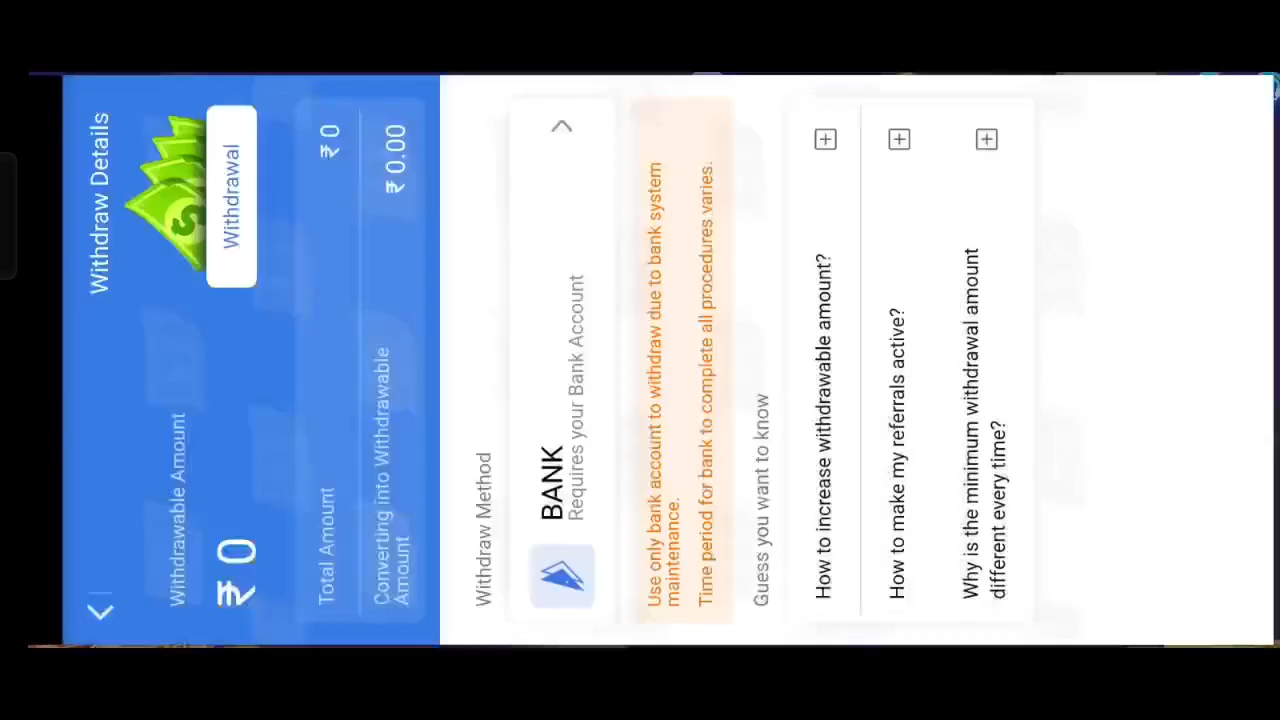 Withdraw Details
Withdrawable Amount
₹ 0
Withdrawal
Total Amount
₹ 0
Converting into Withdrawable
Amount
₹ 0.00
Withdraw Method
BANK
Requires your Bank Account
Use only bank account to withdraw due to bank system
maintenance.
Time period for bank to complete all procedures varies.
Guess you want to know
How to increase withdrawable amount?
How to make my referrals active?
Why is the minimum withdrawal amount
different every time?